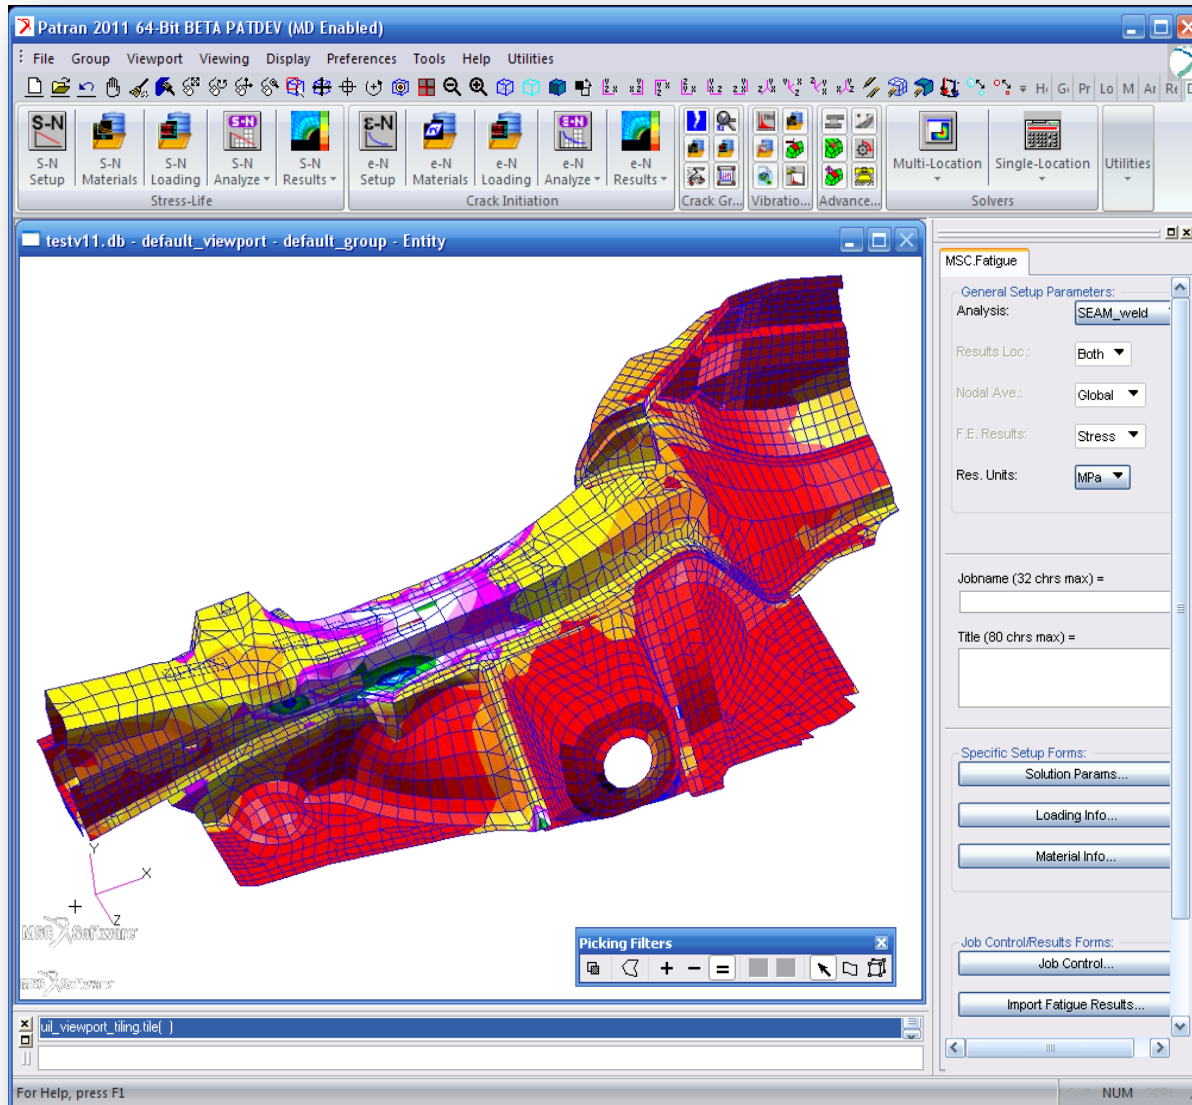 Patran 2011 64-Bit BETA PATDEV (MD Enabled)
File Group Viewport Viewing Display Preferences Tools Help Utilities
S-N Setup
S-N Materials
S-N Loading
S-N Analyze
S-N Results
Stress-Life
e-N Setup
e-N Materials
e-N Loading
e-N Analyze
e-N Results
Crack Initiation
Crack Gr...
Vibratio...
Advance...
Multi-Location
Single-Location
Solvers
Utilities
testv11.db - default_viewport - default_group - Entity
MSC.Fatigue
General Setup Parameters:
Analysis: SEAM_weld
Results Loc.: Both
Nodal Ave.: Global
F.E. Results: Stress
Res. Units: MPa
Jobname (32 chrs max) =
Title (80 chrs max) =
Specific Setup Forms:
Solution Params...
Loading Info...
Material Info...
Job Control/Results Forms:
Job Control...
Import Fatigue Results...
Y
X
Z
MSC Software
MSC Software
Picking Filters
uil_viewport_tiling.tile( )
For Help, press F1
CAP NUM SCRL